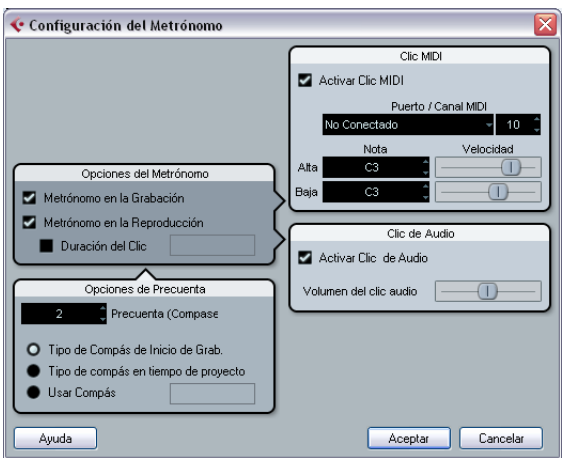 Configuración del Metrónomo
Clic MIDI
Activar Clic MIDI
Puerto / Canal MIDI
No Conectado 10
Nota Velocidad
Alta C3
Baja C3
Opciones del Metrónomo
Metrónomo en la Grabación
Metrónomo en la Reproducción
Duración del Clic
Clic de Audio
Activar Clic de Audio
Volumen del clic audio
Opciones de Precuenta
2 Precuenta (Compase
Tipo de Compás de Inicio de Grab.
Tipo de compás en tiempo de proyecto
Usar Compás
Ayuda Aceptar Cancelar